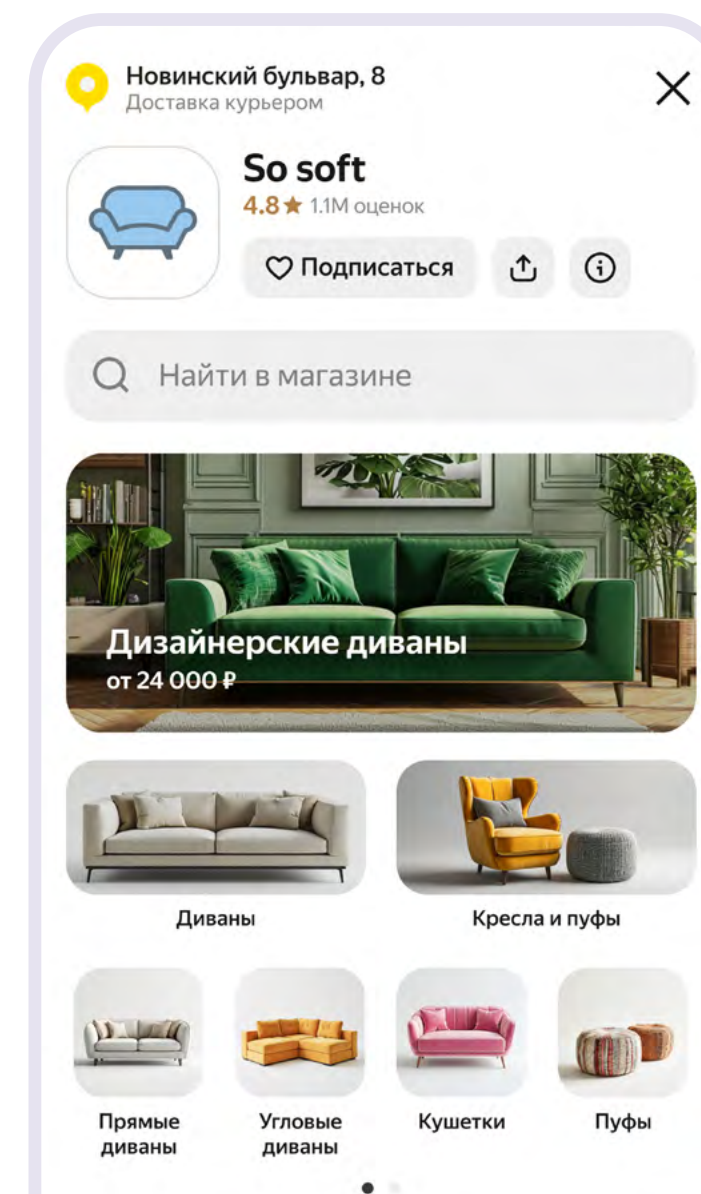 Новинский бульвар, 8
Доставка курьером
So soft
4.8★ 1.1М оценок
Подписаться
Найти в магазине
Дизайнерские диваны
от 24 000 ₽
Диваны
Кресла и пуфы
Прямые
диваны
Угловые
диваны
Кушетки
Пуфы